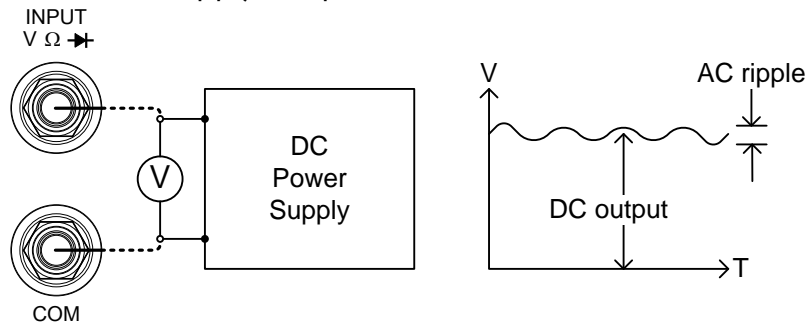 INPUT
V Ω
V
COM
DC
Power
Supply
V
AC ripple
DC output
T